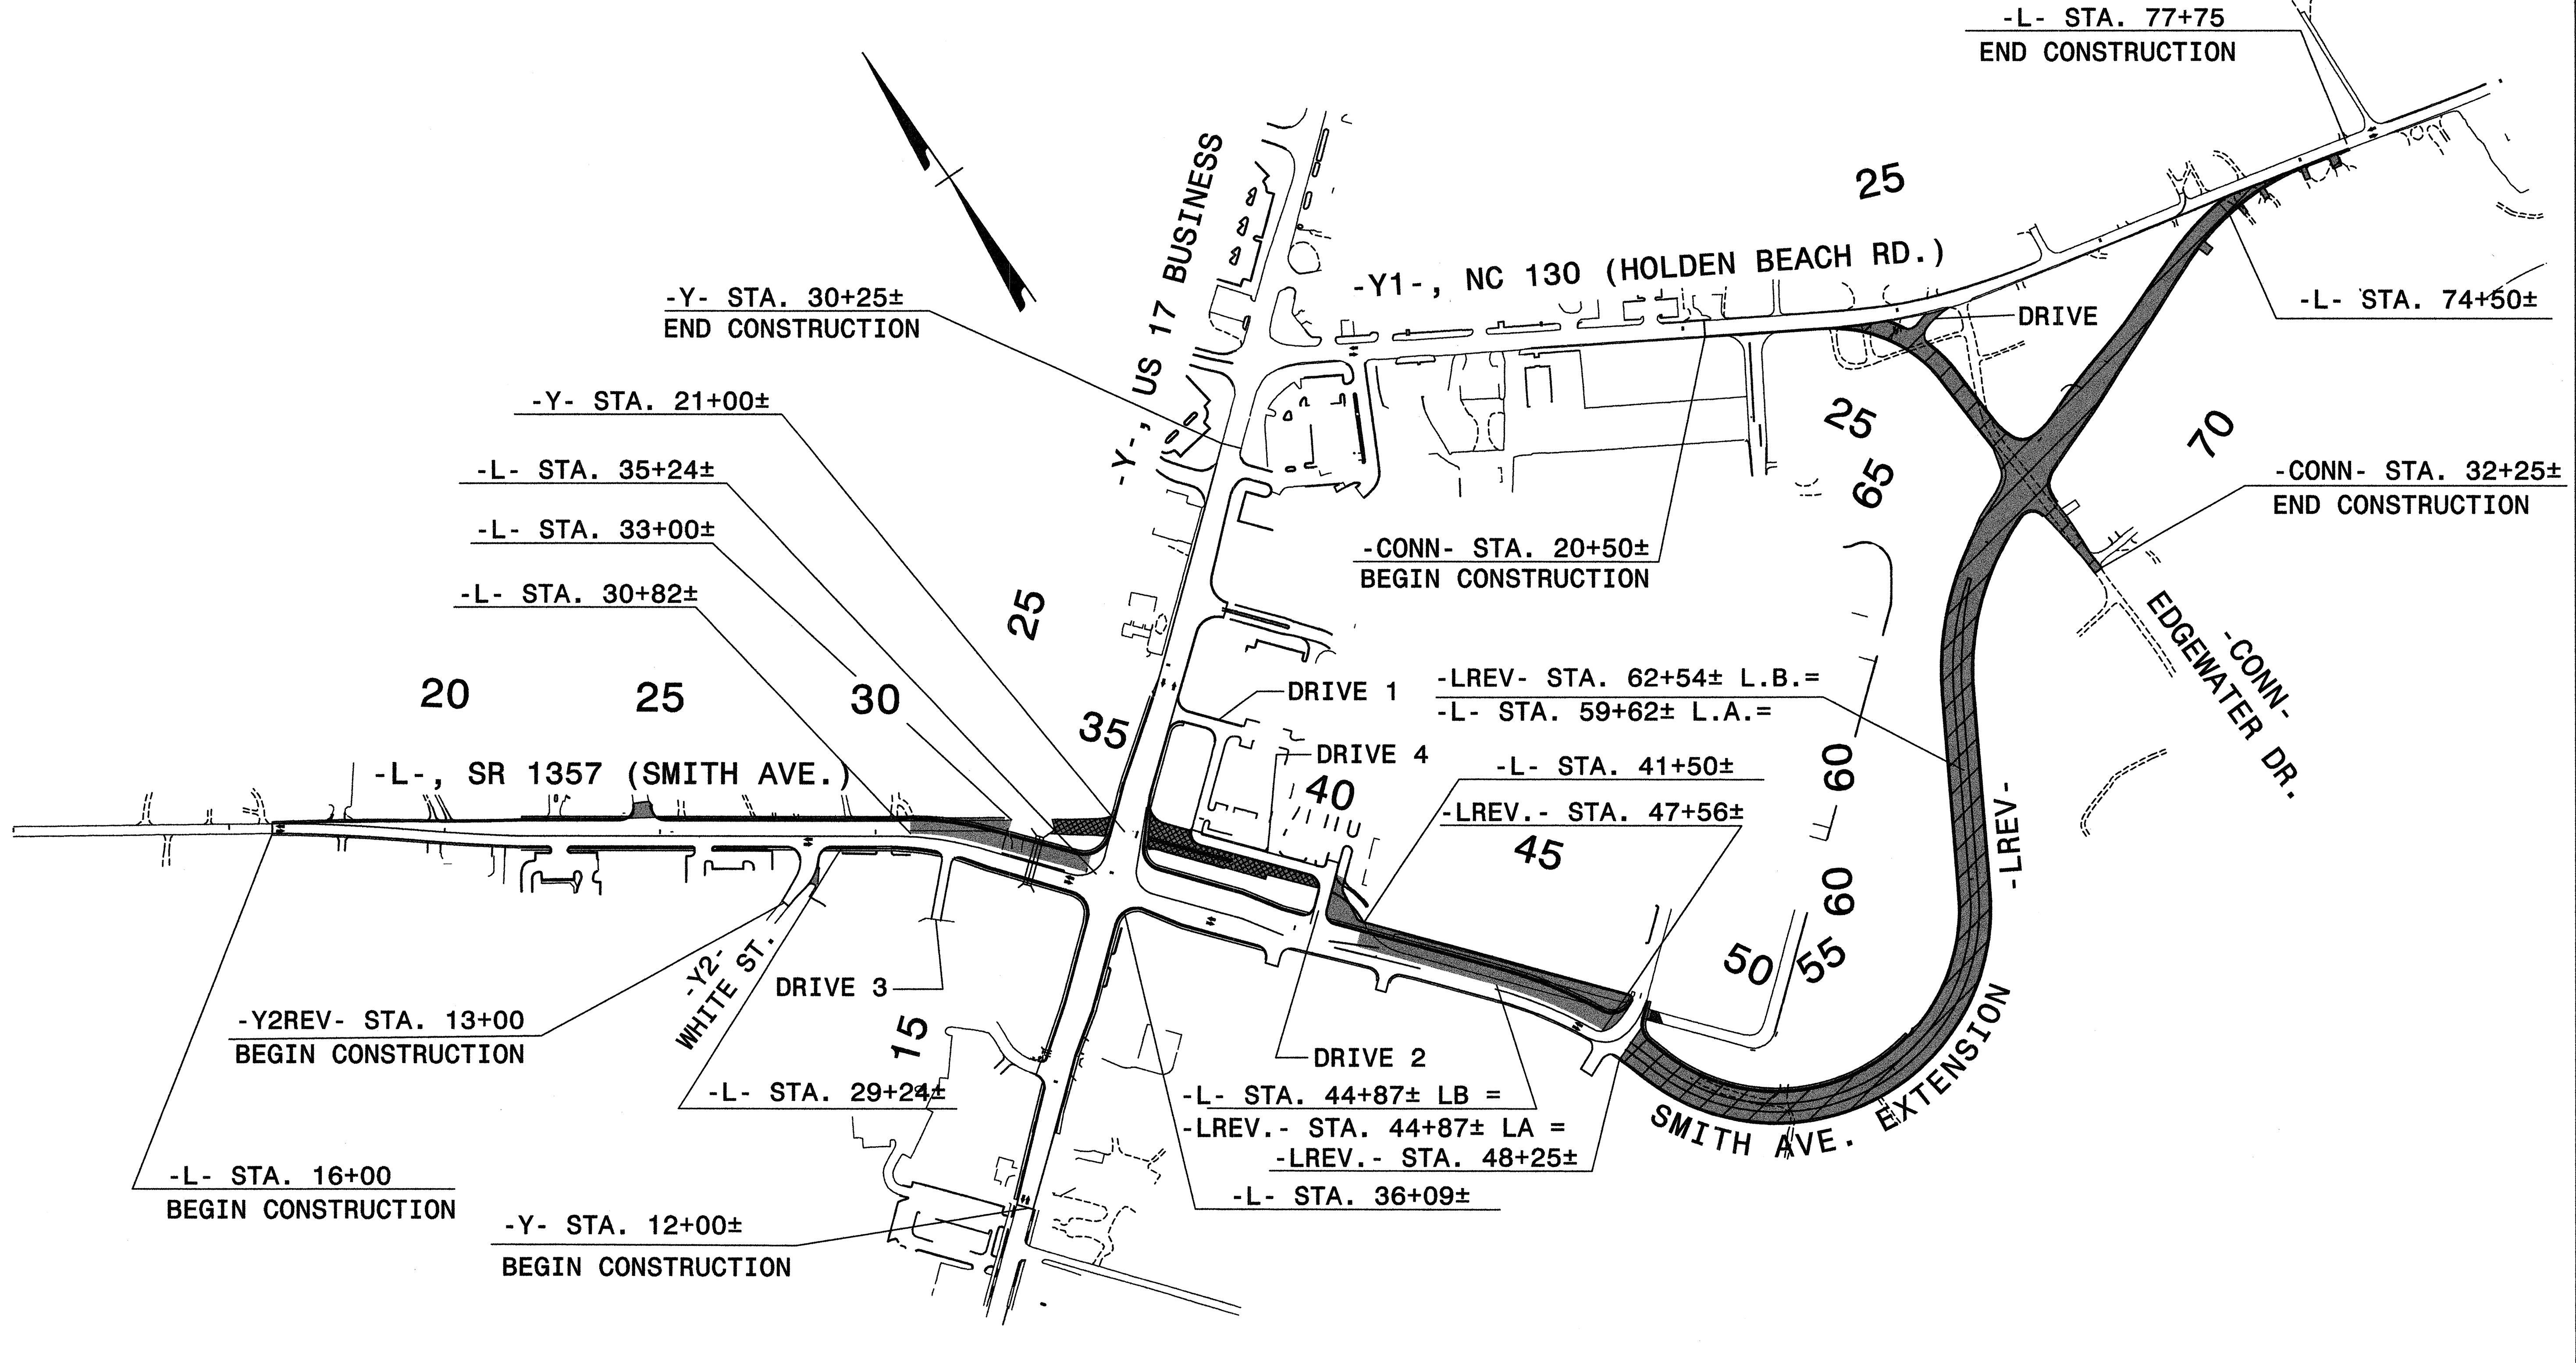 -L- STA. 77+75
END CONSTRUCTION
25
-Y-, US 17 BUSINESS
-Y1-, NC 130 (HOLDEN BEACH RD.)
-Y- STA. 30+25±
END CONSTRUCTION
-L- STA. 74+50±
DRIVE
-Y- STA. 21+00±
25
70
65
-L- STA. 35+24±
-CONN- STA. 32+25±
END CONSTRUCTION
-L- STA. 33+00±
-CONN- STA. 20+50±
BEGIN CONSTRUCTION
-L- STA. 30+82±
25
-CONN-
EDGEWATER DR.
20
25
30
35
DRIVE 1
-LREV- STA. 62+54± L.B.=
-L- STA. 59+62± L.A.=
DRIVE 4
-L-, SR 1357 (SMITH AVE.)
-L- STA. 41+50±
60
40
-LREV.- STA. 47+56±
45
-LREV-
60
50
55
-Y2-
WHITE ST.
DRIVE 3
-Y2REV- STA. 13+00
BEGIN CONSTRUCTION
15
DRIVE 2
SMITH AVE. EXTENSION
-L- STA. 29+24±
-L- STA. 44+87± LB =
-LREV.- STA. 44+87± LA =
-LREV.- STA. 48+25±
-L- STA. 16+00
BEGIN CONSTRUCTION
-L- STA. 36+09±
-Y- STA. 12+00±
BEGIN CONSTRUCTION